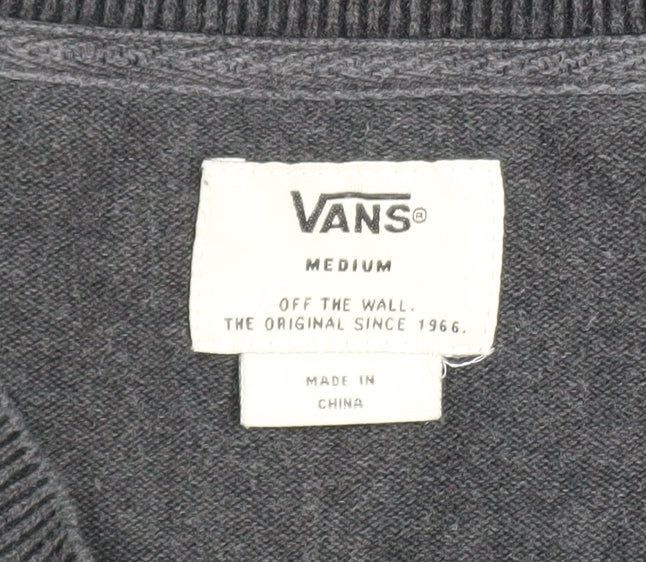 VANS®
MEDIUM
OFF THE WALL.
THE ORIGINAL SINCE 1966.
MADE IN
CHINA